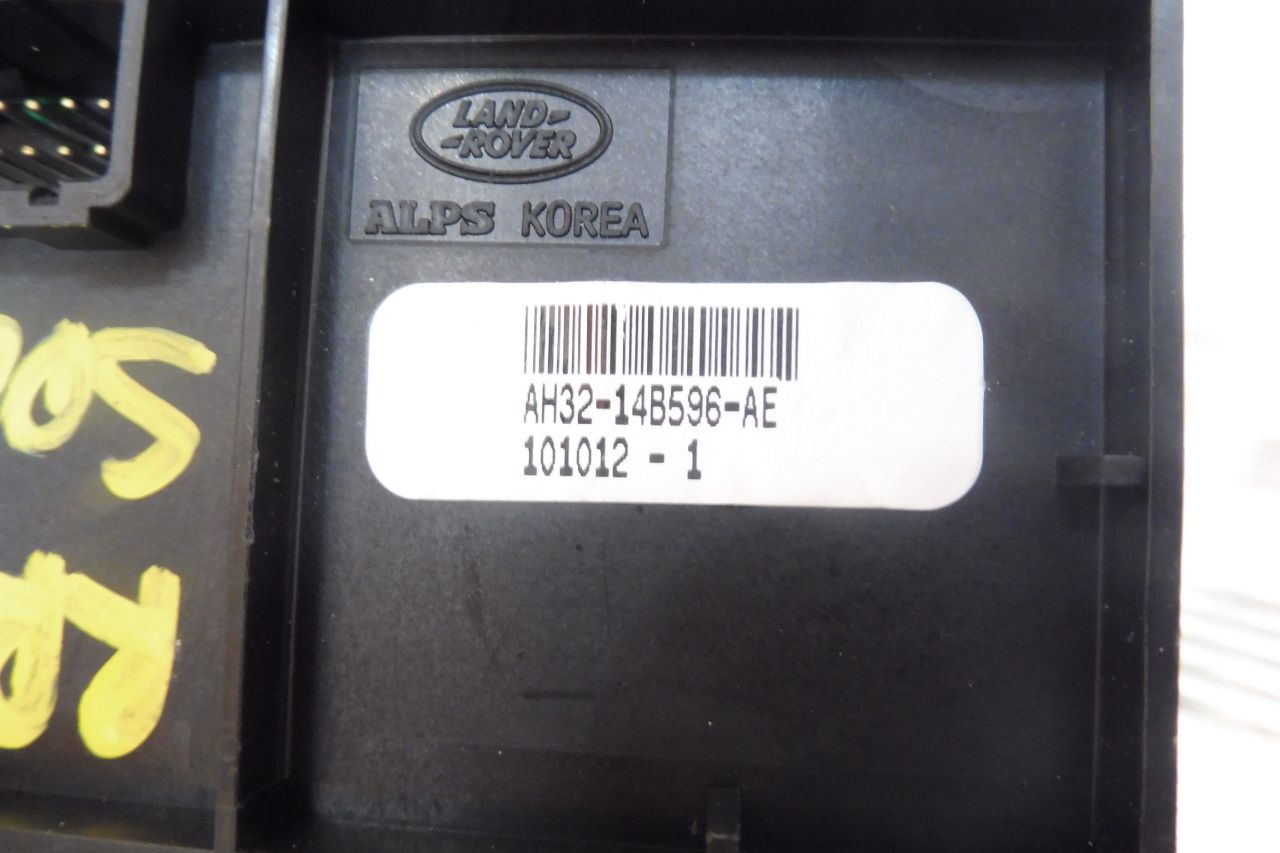 LAND-
-ROVER
ALPS KOREA
AH32-14B596-AE
101012 - 1